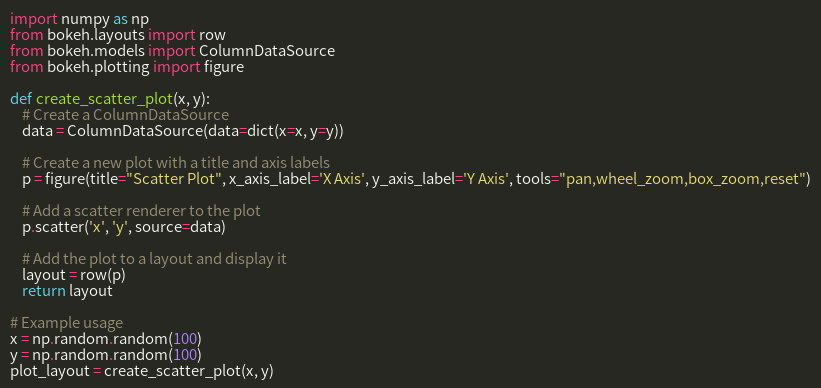 import numpy as np
from bokeh.layouts import row
from bokeh.models import ColumnDataSource
from bokeh.plotting import figure

def create_scatter_plot(x, y):
    # Create a ColumnDataSource
    data = ColumnDataSource(data=dict(x=x, y=y))

    # Create a new plot with a title and axis labels
    p = figure(title="Scatter Plot", x_axis_label='X Axis', y_axis_label='Y Axis', tools="pan,wheel_zoom,box_zoom,reset")

    # Add a scatter renderer to the plot
    p.scatter('x', 'y', source=data)

    # Add the plot to a layout and display it
    layout = row(p)
    return layout

# Example usage
x = np.random.random(100)
y = np.random.random(100)
plot_layout = create_scatter_plot(x, y)